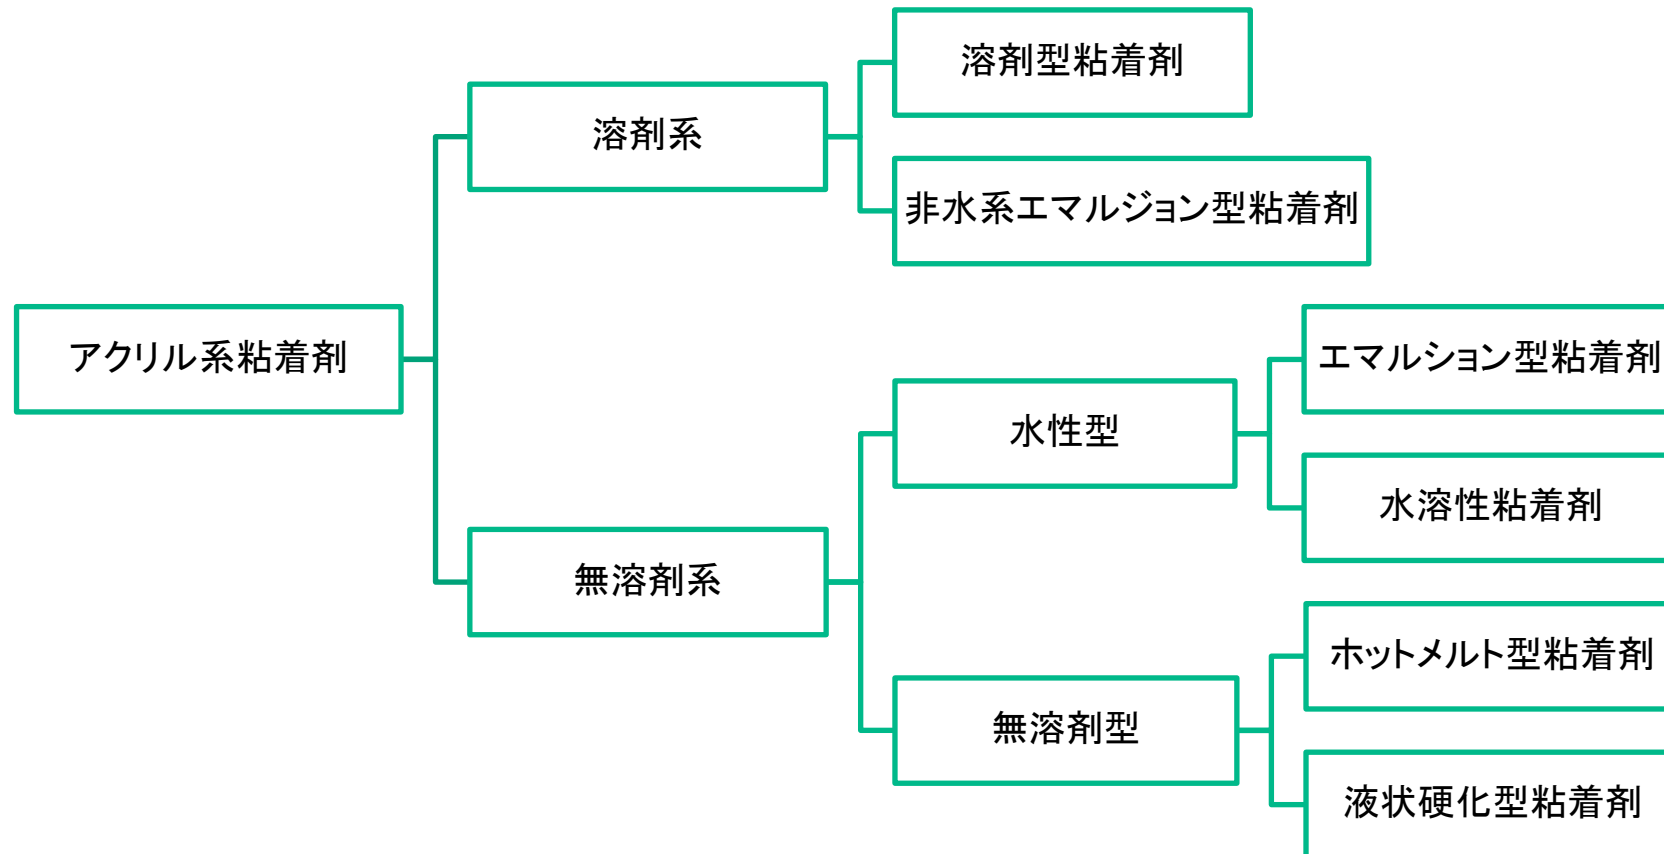 アクリル系粘着剤
溶剤系
溶剤型粘着剤
非水系エマルジョン型粘着剤
無溶剤系
水性型
エマルション型粘着剤
水溶性粘着剤
無溶剤型
ホットメルト型粘着剤
液状硬化型粘着剤